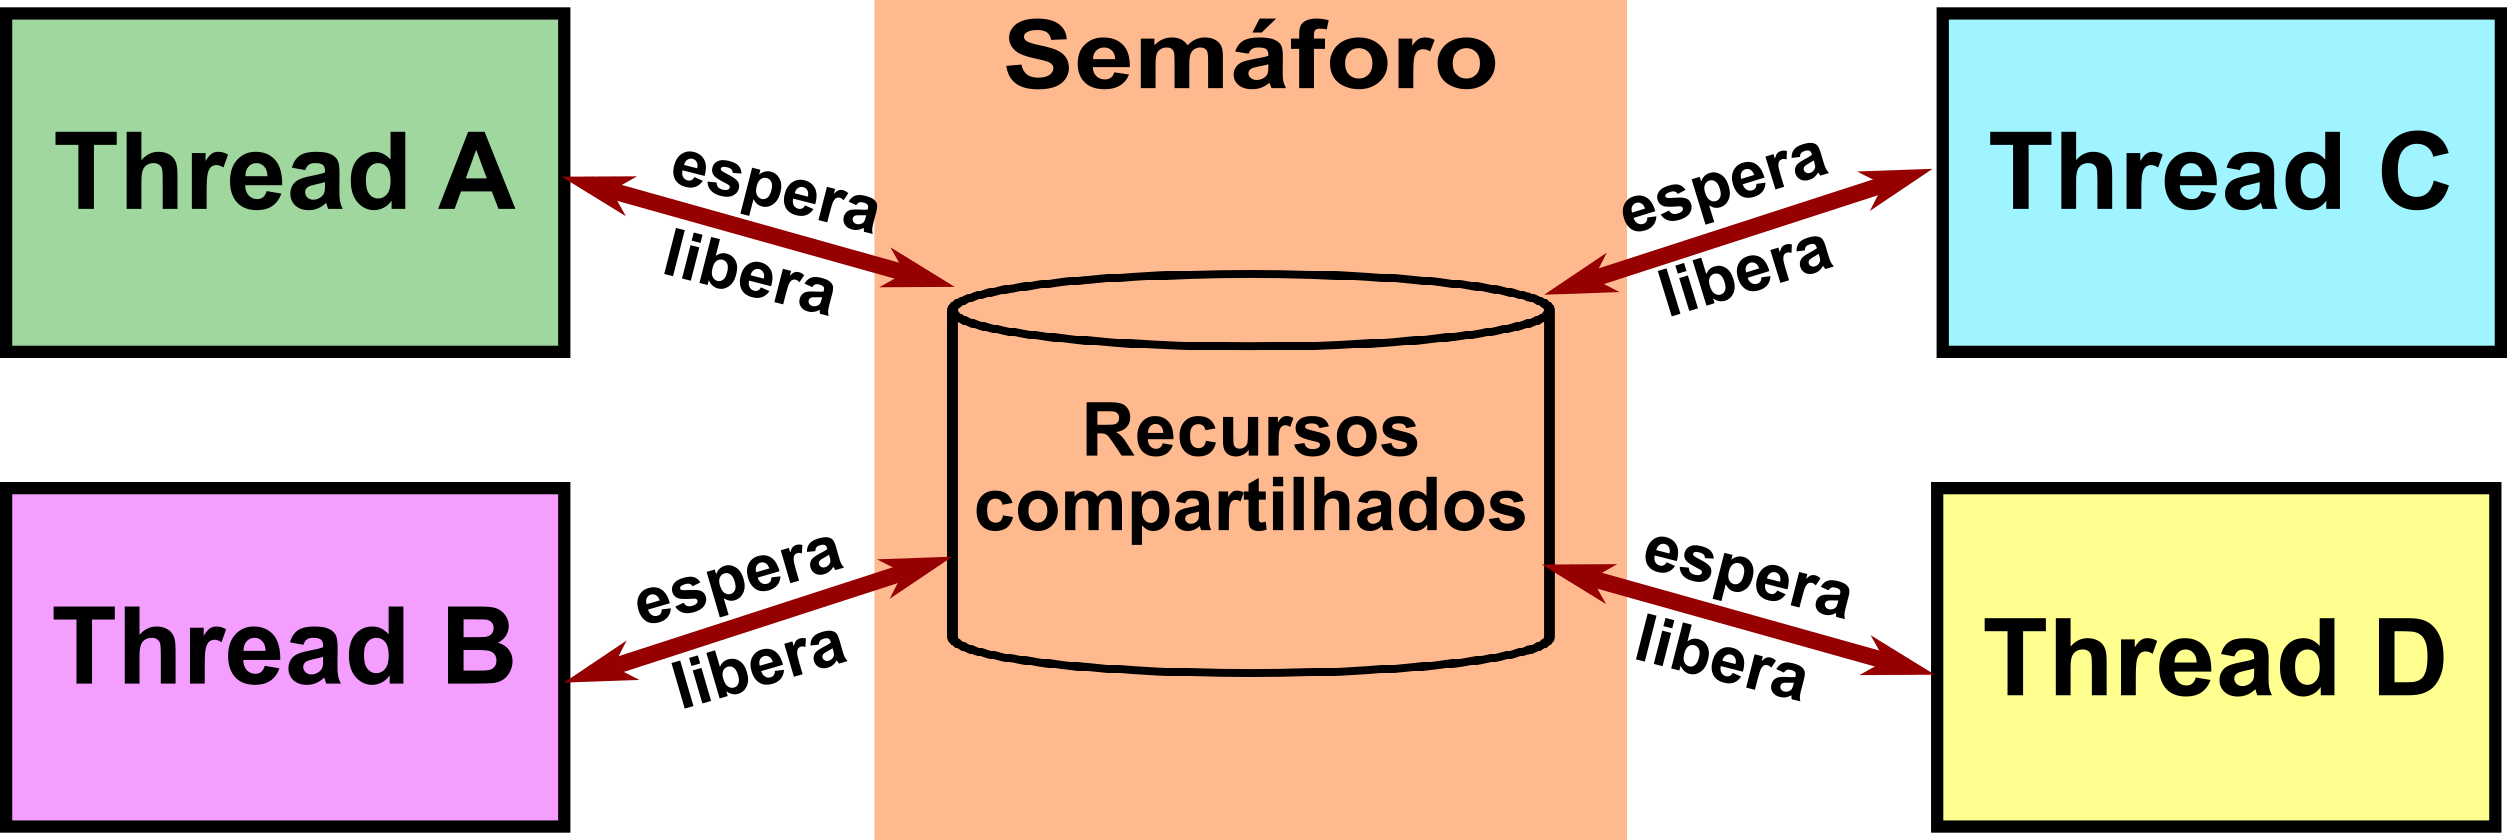 Semáforo
Thread A
espera
libera
espera
libera
Thread C
Recursos
compartilhados
Thread B
espera
libera
espera
libera
Thread D